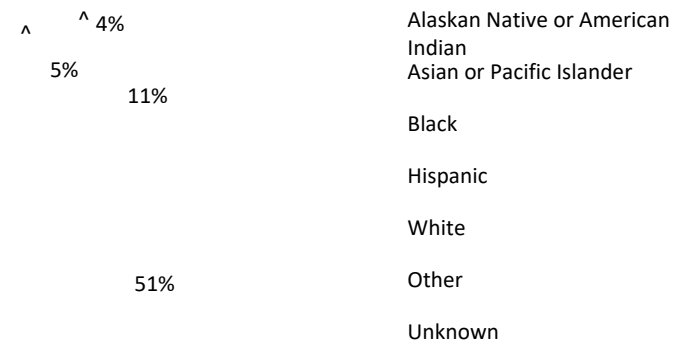 ^
^ 4%
5%
11%
51%
Alaskan Native or American
Indian
Asian or Pacific Islander
Black
Hispanic
White
Other
Unknown